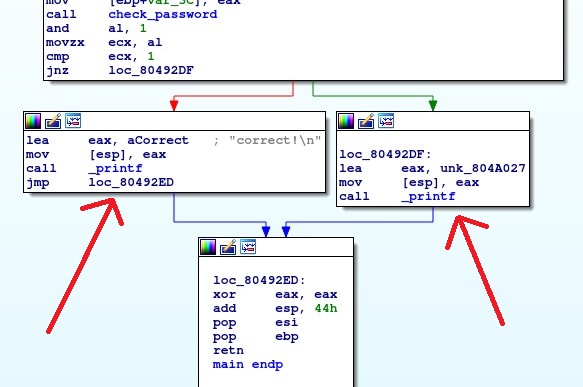 mov [ebp+var_3C], eax
call check_password
and al, 1
movzx ecx, al
cmp ecx, 1
jnz loc_80492DF
lea eax, aCorrect ; "correct!\n"
mov [esp], eax
call _printf
jmp loc_80492ED
loc_80492DF:
lea eax, unk_804A027
mov [esp], eax
call _printf
loc_80492ED:
xor eax, eax
add esp, 44h
pop esi
pop ebp
retn
main endp